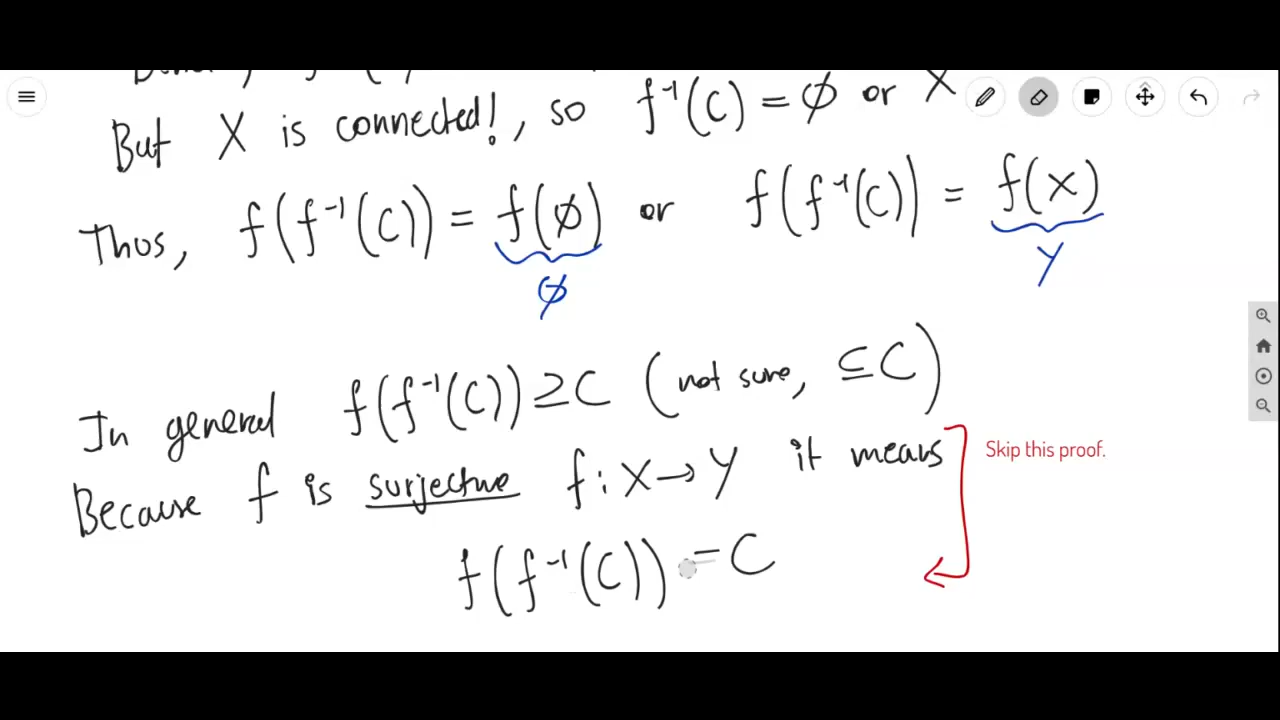 But X is connected!, so f⁻¹(C) = ∅ or X
Thus, f(f⁻¹(C)) = f(∅) or f(f⁻¹(C)) = f(X)
∅ Y
In general f(f⁻¹(C)) ⊇ C (not sure, ⊆ C)
Because f is surjective f: X → Y it means
Skip this proof.
f(f⁻¹(C)) = C